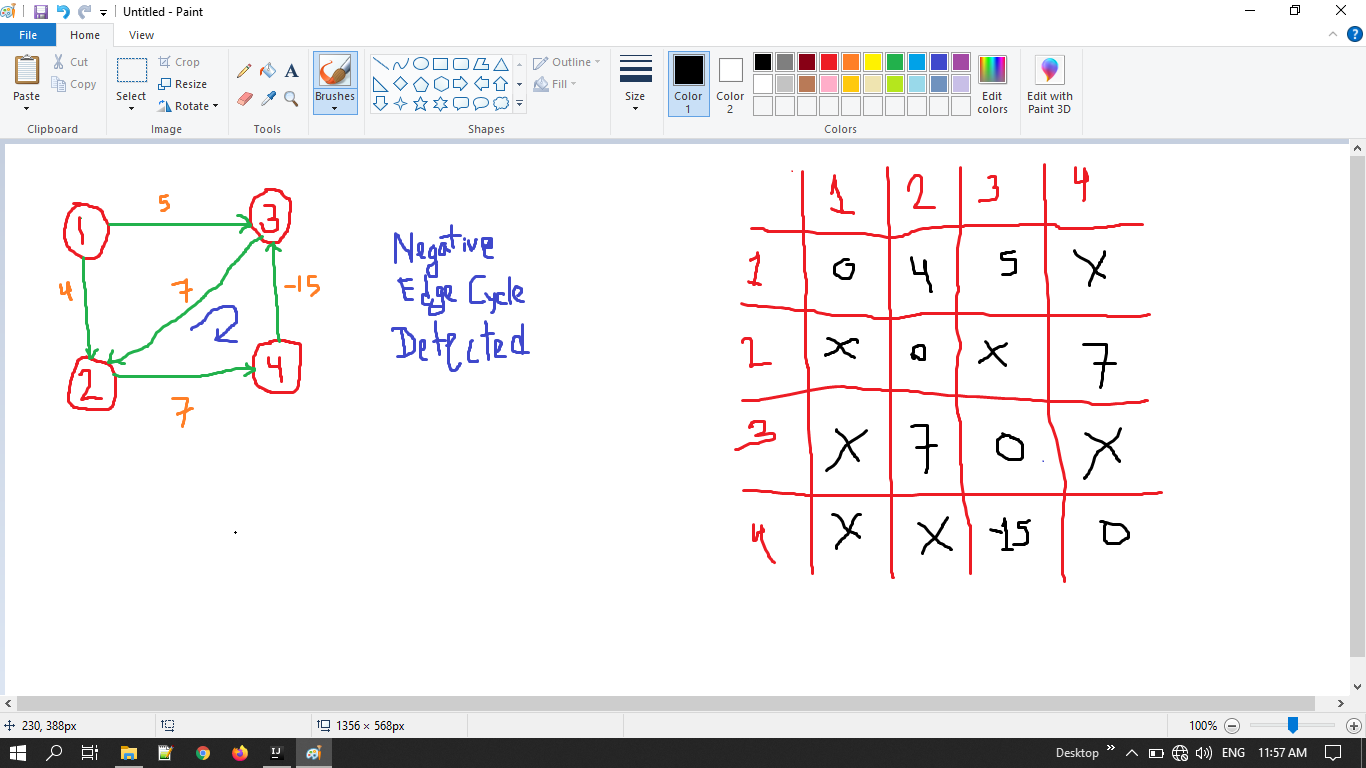 Untitled - Paint
File Home View
Paste Cut Copy
Clipboard
Select Crop Resize Rotate
Image
Tools
Brushes
Outline Fill
Shapes
Size
Color 1 Color 2 Edit colors
Colors
Edit with Paint 3D
1 5 3
4 7 -15
2 7 4
Negative
Edge Cycle
Detected
1 2 3 4
1 0 4 5 X
2 X 0 X 7
3 X 7 0 X
4 X X -15 0
230, 388px 1356 × 568px 100%
Desktop ENG 11:57 AM